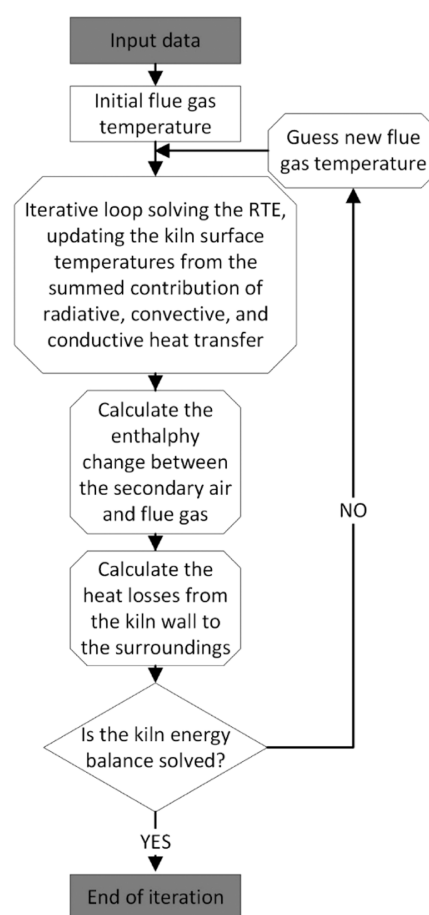 Input data
Initial flue gas
temperature
Guess new flue
gas temperature
Iterative loop solving the RTE,
updating the kiln surface
temperatures from the
summed contribution of
radiative, convective, and
conductive heat transfer
Calculate the
enthalphy
change between
the secondary air
and flue gas
NO
Calculate the
heat losses from
the kiln wall to
the surroundings
Is the kiln energy
balance solved?
YES
End of iteration